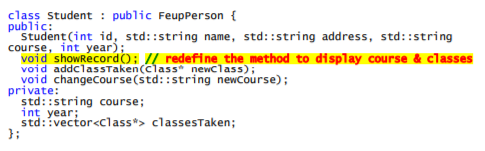 class Student : public FeupPerson {
public:
Student(int id, std::string name, std::string address, std::string
course, int year);
void showRecord(); // redefine the method to display course & classes
void addClassTaken(Class* newClass);
void changeCourse(std::string newCourse);
private:
std::string course;
int year;
std::vector<Class*> classesTaken;
};